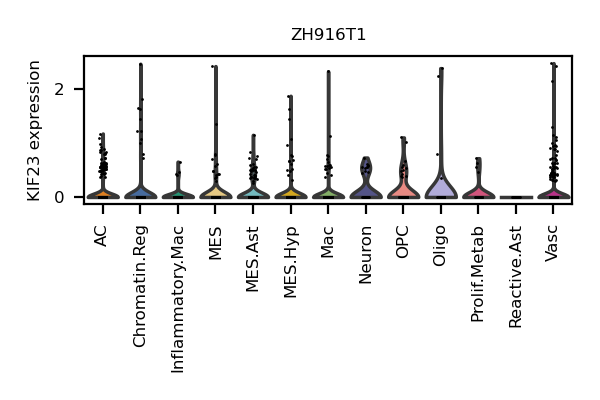 ZH916T1
KIF23 expression
2
0
AC
Chromatin.Reg
Inflammatory.Mac
MES
MES.Ast
MES.Hyp
Mac
Neuron
OPC
Oligo
Prolif.Metab
Reactive.Ast
Vasc